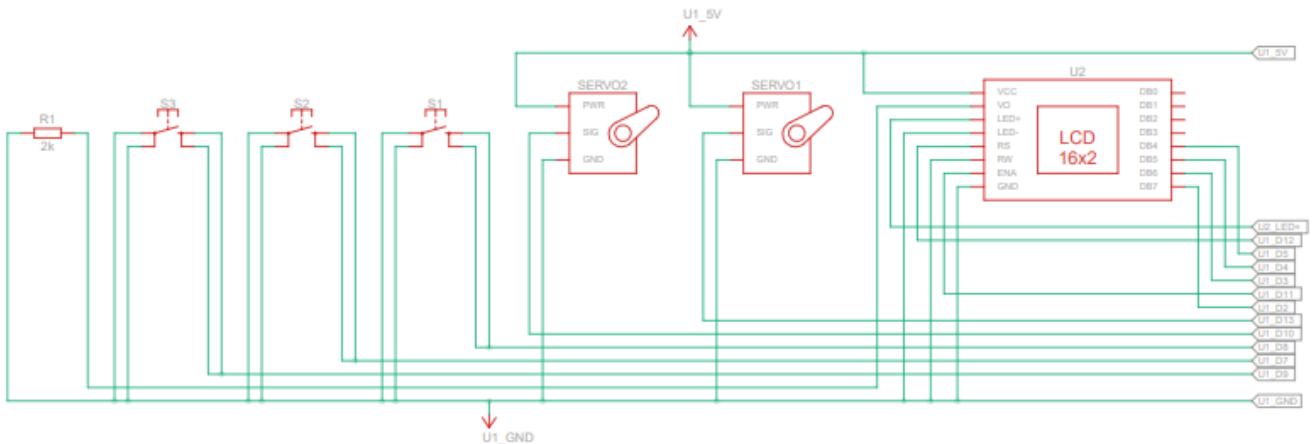 U1_5V
U1_5V
R1
2k
S3
S2
S1
SERVO2
PWR
SIG
GND
SERVO1
PWR
SIG
GND
U2
VCC
VO
LED+
LED-
RS
RW
ENA
GND
LCD
16x2
DB0
DB1
DB2
DB3
DB4
DB5
DB6
DB7
U2_LED+
U1_D12
U1_D5
U1_D4
U1_D3
U1_D11
U1_D2
U1_D13
U1_D10
U1_D8
U1_D7
U1_D9
U1_GND
U1_GND